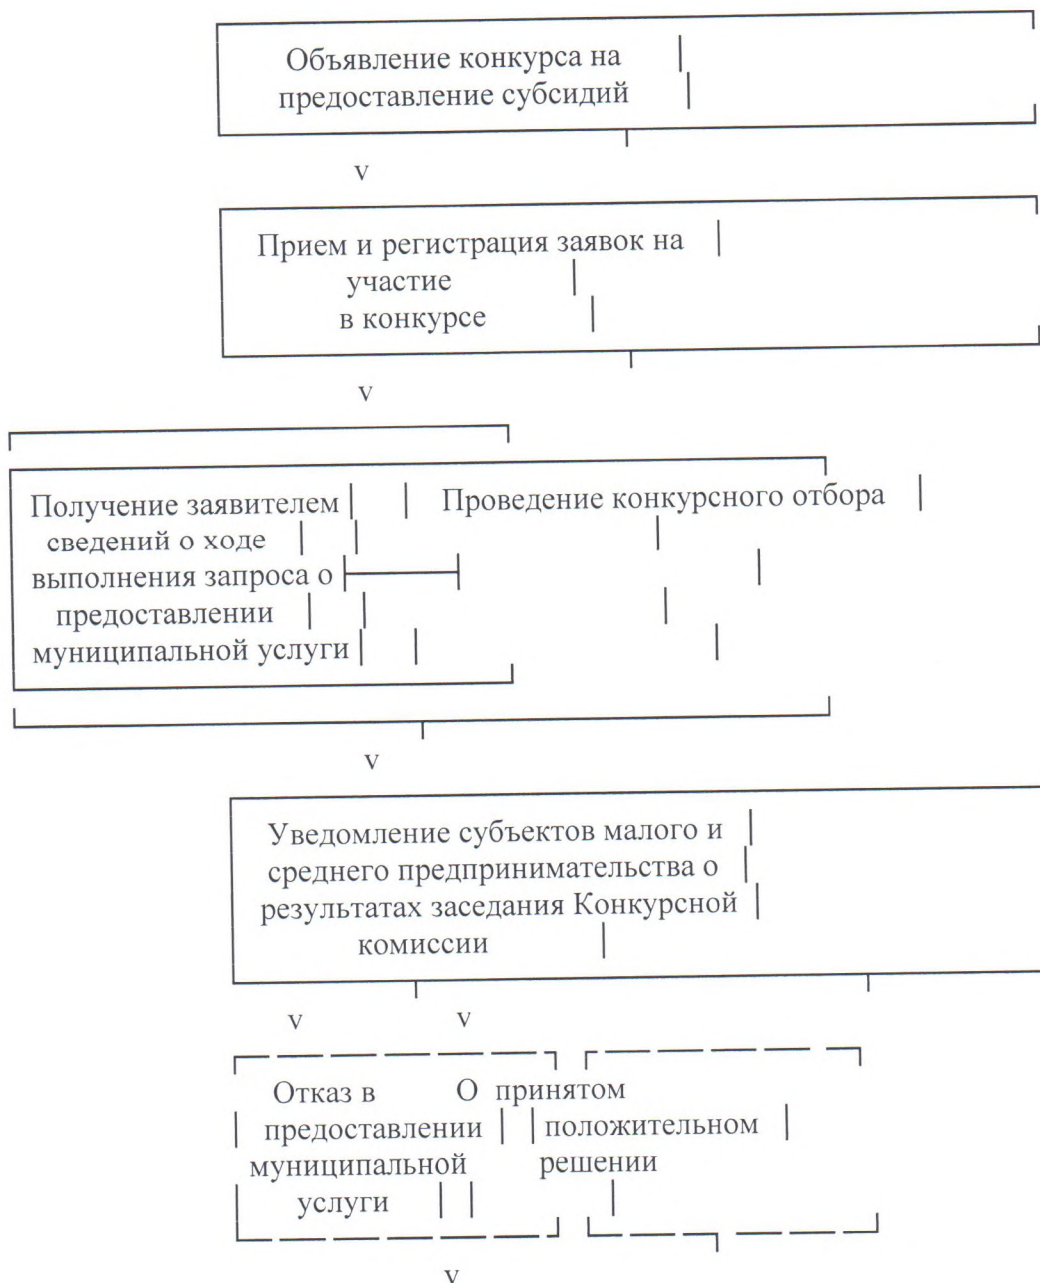 Объявление конкурса на
предоставление субсидий
v
Прием и регистрация заявок на
участие
в конкурсе
v
Получение заявителем Проведение конкурсного отбора
сведений о ходе
выполнения запроса о
предоставлении
муниципальной услуги
v
Уведомление субъектов малого и
среднего предпринимательства о
результатах заседания Конкурсной
комиссии
v v
Отказ в О принятом
предоставлении положительном
муниципальной решении
услуги
v